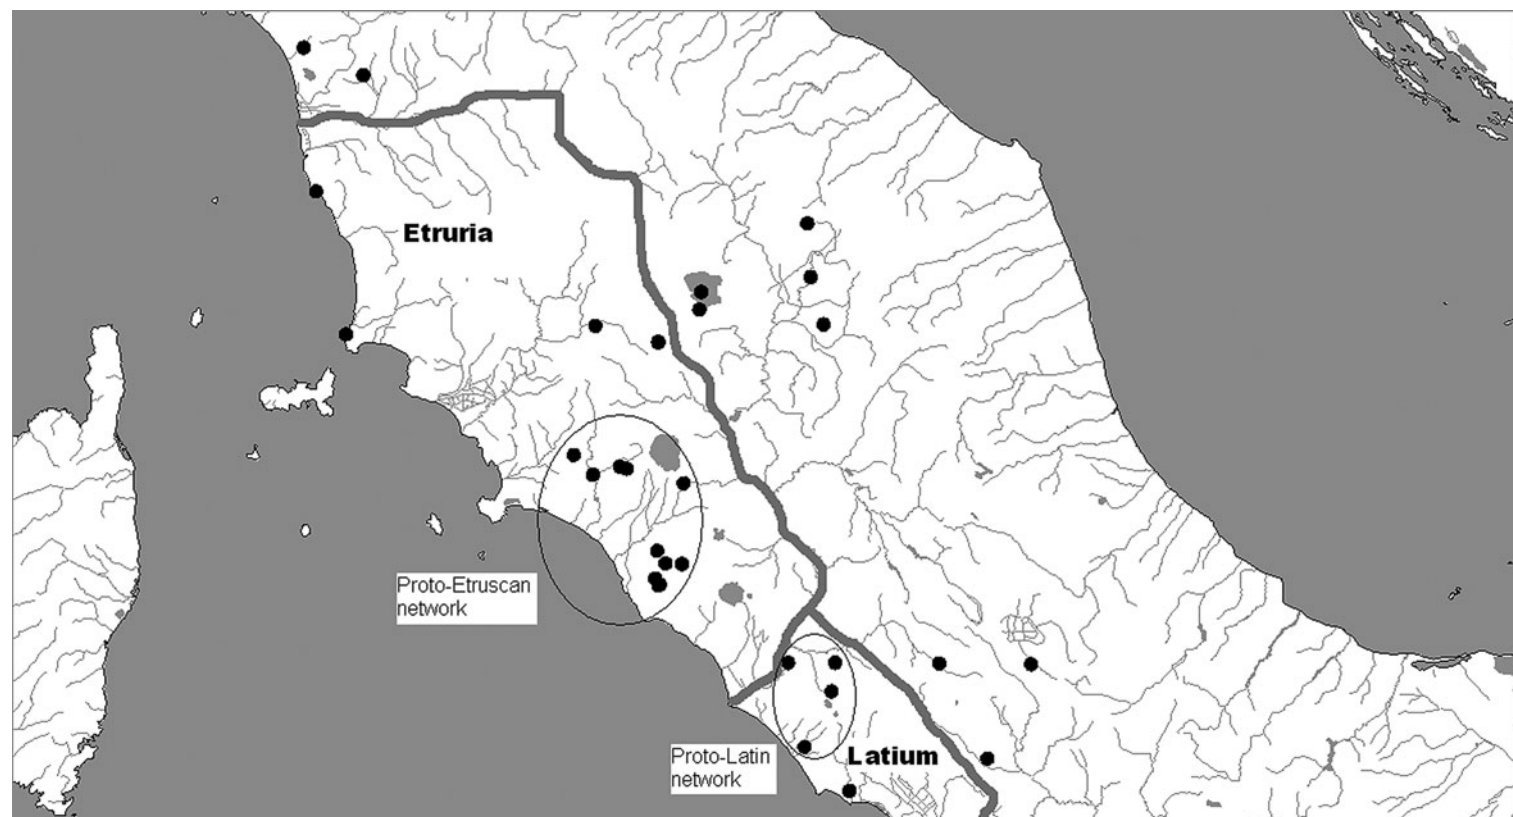 Etruria
Proto-Etruscan
network
Proto-Latin
network
Latium